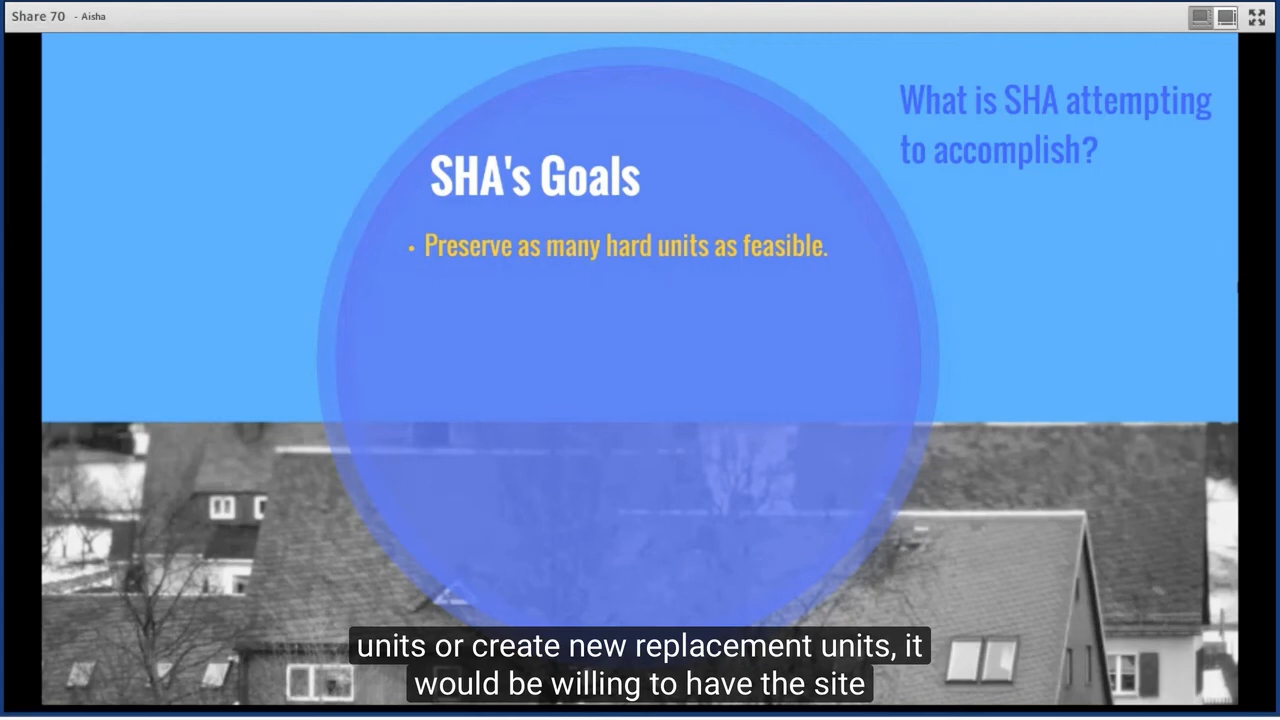 Share 70 - Aisha
What is SHA attempting
to accomplish?
SHA's Goals
• Preserve as many hard units as feasible.
units or create new replacement units, it
would be willing to have the site